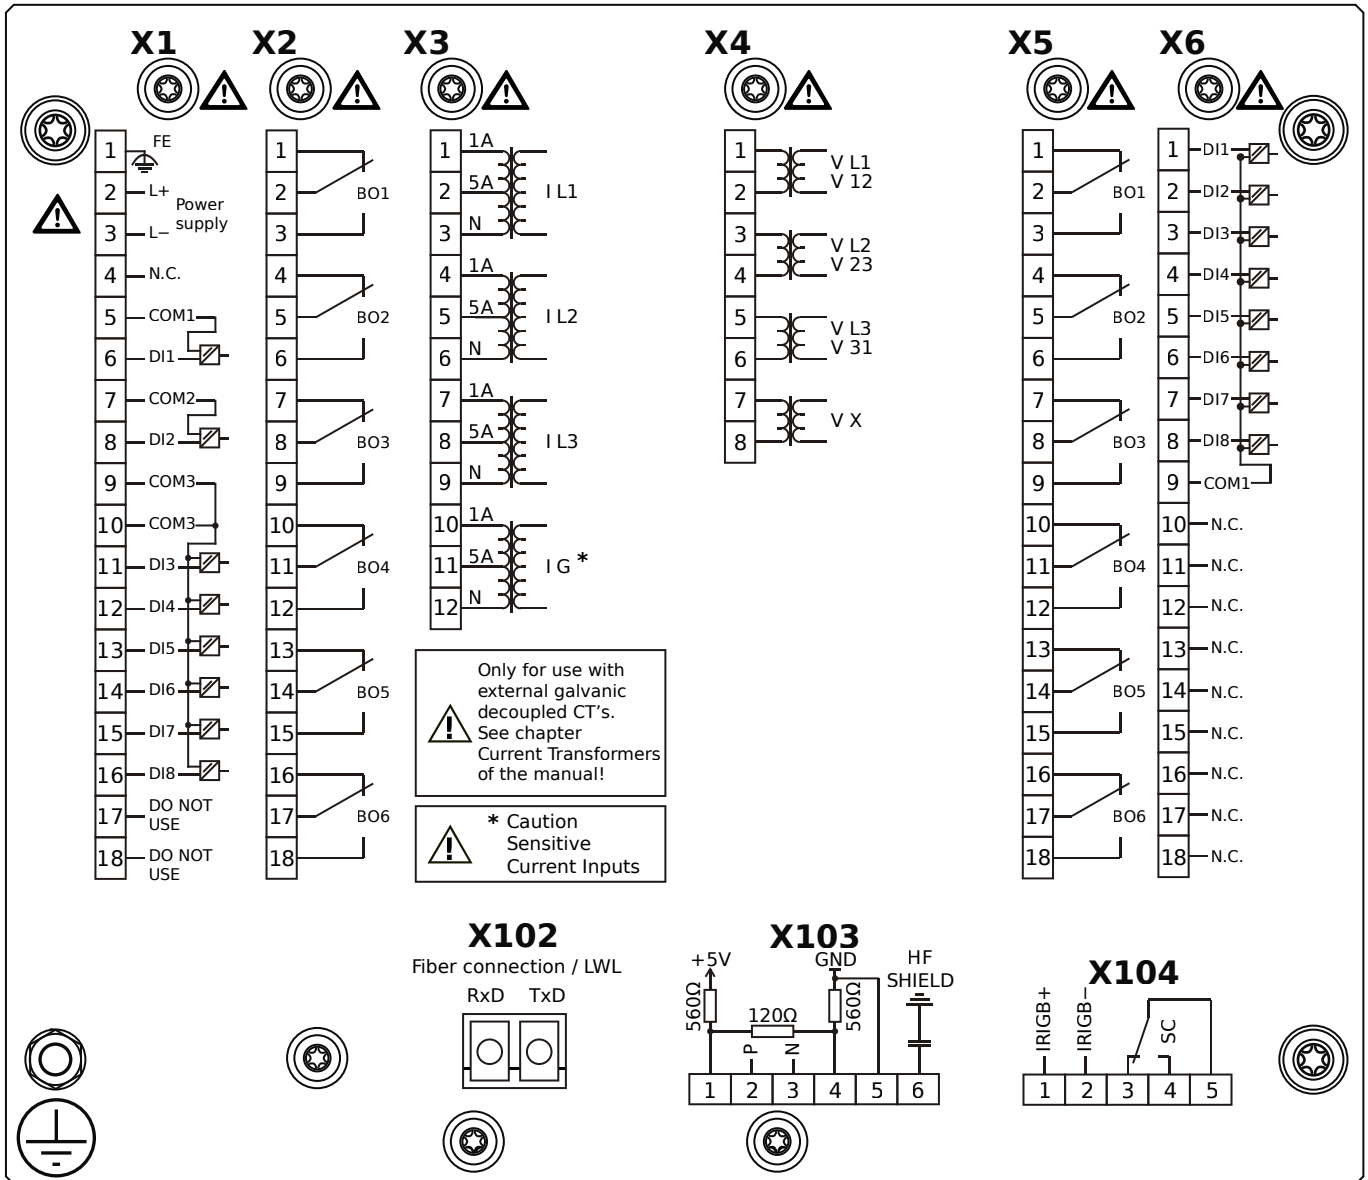 X1 X2 X3 X4 X5 X6
1 FE
2 L+
Power
supply
3 L−
4 N.C.
5 COM1
6 DI1
7 COM2
8 DI2
9 COM3
10 COM3
11 DI3
12 DI4
13 DI5
14 DI6
15 DI7
16 DI8
17 DO NOT
USE
18 DO NOT
USE
1
2 BO1
3
4
5 BO2
6
7
8 BO3
9
10
11 BO4
12
13
14 BO5
15
16
17 BO6
18
1 1A
2 5A I L1
3 N
4 1A
5 5A I L2
6 N
7 1A
8 5A I L3
9 N
10 1A
11 5A I G *
12 N
Only for use with
external galvanic
decoupled CT's.
See chapter
Current Transformers
of the manual!
* Caution
Sensitive
Current Inputs
1 V L1
2 V 12
3 V L2
4 V 23
5 V L3
6 V 31
7 V X
8
1
2 BO1
3
4
5 BO2
6
7
8 BO3
9
10
11 BO4
12
13
14 BO5
15
16
17 BO6
18
1 DI1
2 DI2
3 DI3
4 DI4
5 DI5
6 DI6
7 DI7
8 DI8
9 COM1
10 N.C.
11 N.C.
12 N.C.
13 N.C.
14 N.C.
15 N.C.
16 N.C.
17 N.C.
18 N.C.
X102
Fiber connection / LWL
RxD TxD
X103
+5V GND HF
SHIELD
560Ω 120Ω 560Ω
P N
1 2 3 4 5 6
X104
IRIGB+ IRIGB− SC
1 2 3 4 5